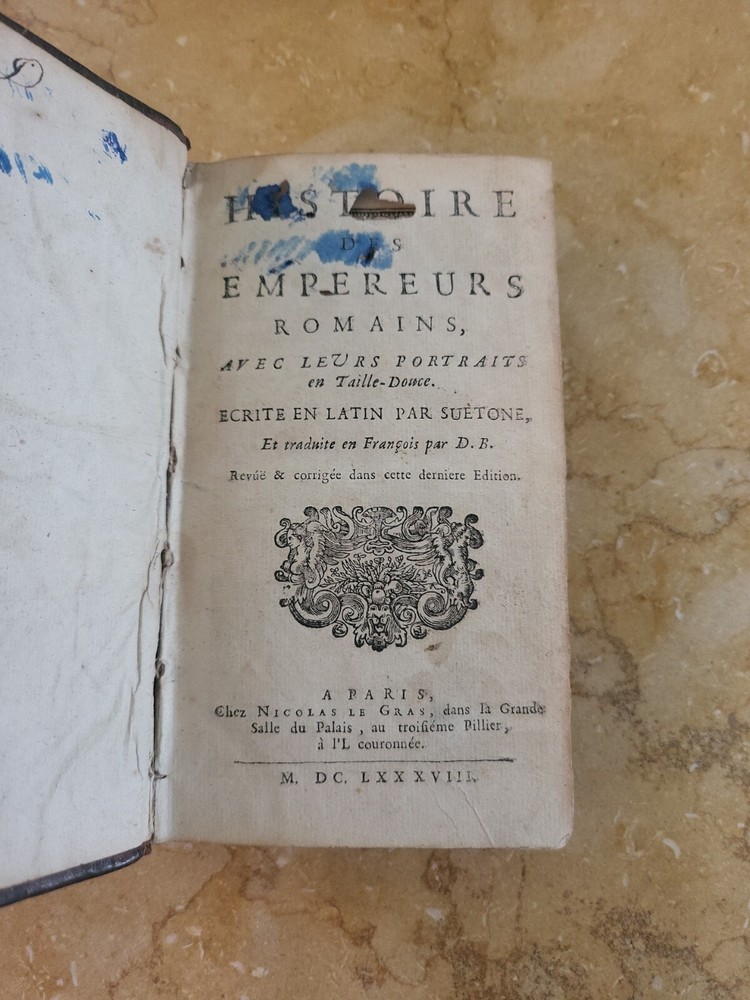 HISTOIRE
DES
EMPEREURS
ROMAINS,
AVEC LEURS PORTRAITS
en Taille-Douce.
ECRITE EN LATIN PAR SUÈTONE,
Et traduite en François par D. B.
Revúë & corrigée dans cette derniere Edition.
A PARIS,
Chez NICOLAS LE GRAS, dans la Grande
Salle du Palais, au troisiéme Pillier,
à l'L couronnée.
M. DC. LXXXVIII.